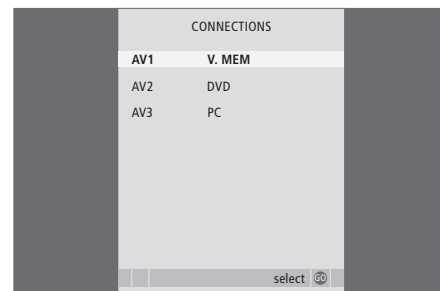 CONNECTIONS
AV1 V. MEM
AV2 DVD
AV3 PC
select GO